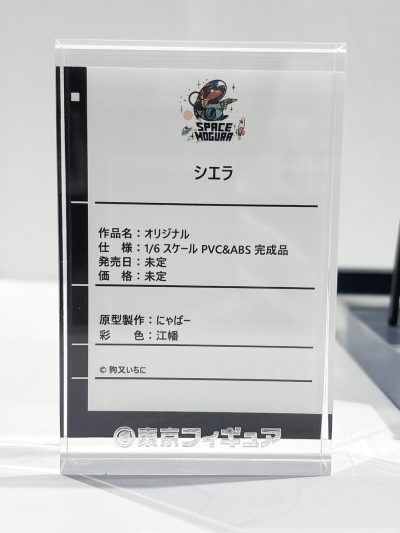 SPACE
MOGURA
シエラ
作品名：オリジナル
仕　様：1/6 スケール PVC&ABS 完成品
発売日：未定
価　格：未定
原型製作：にゃばー
彩　　色：江幡
© 狗又いちに
東京フィギュア